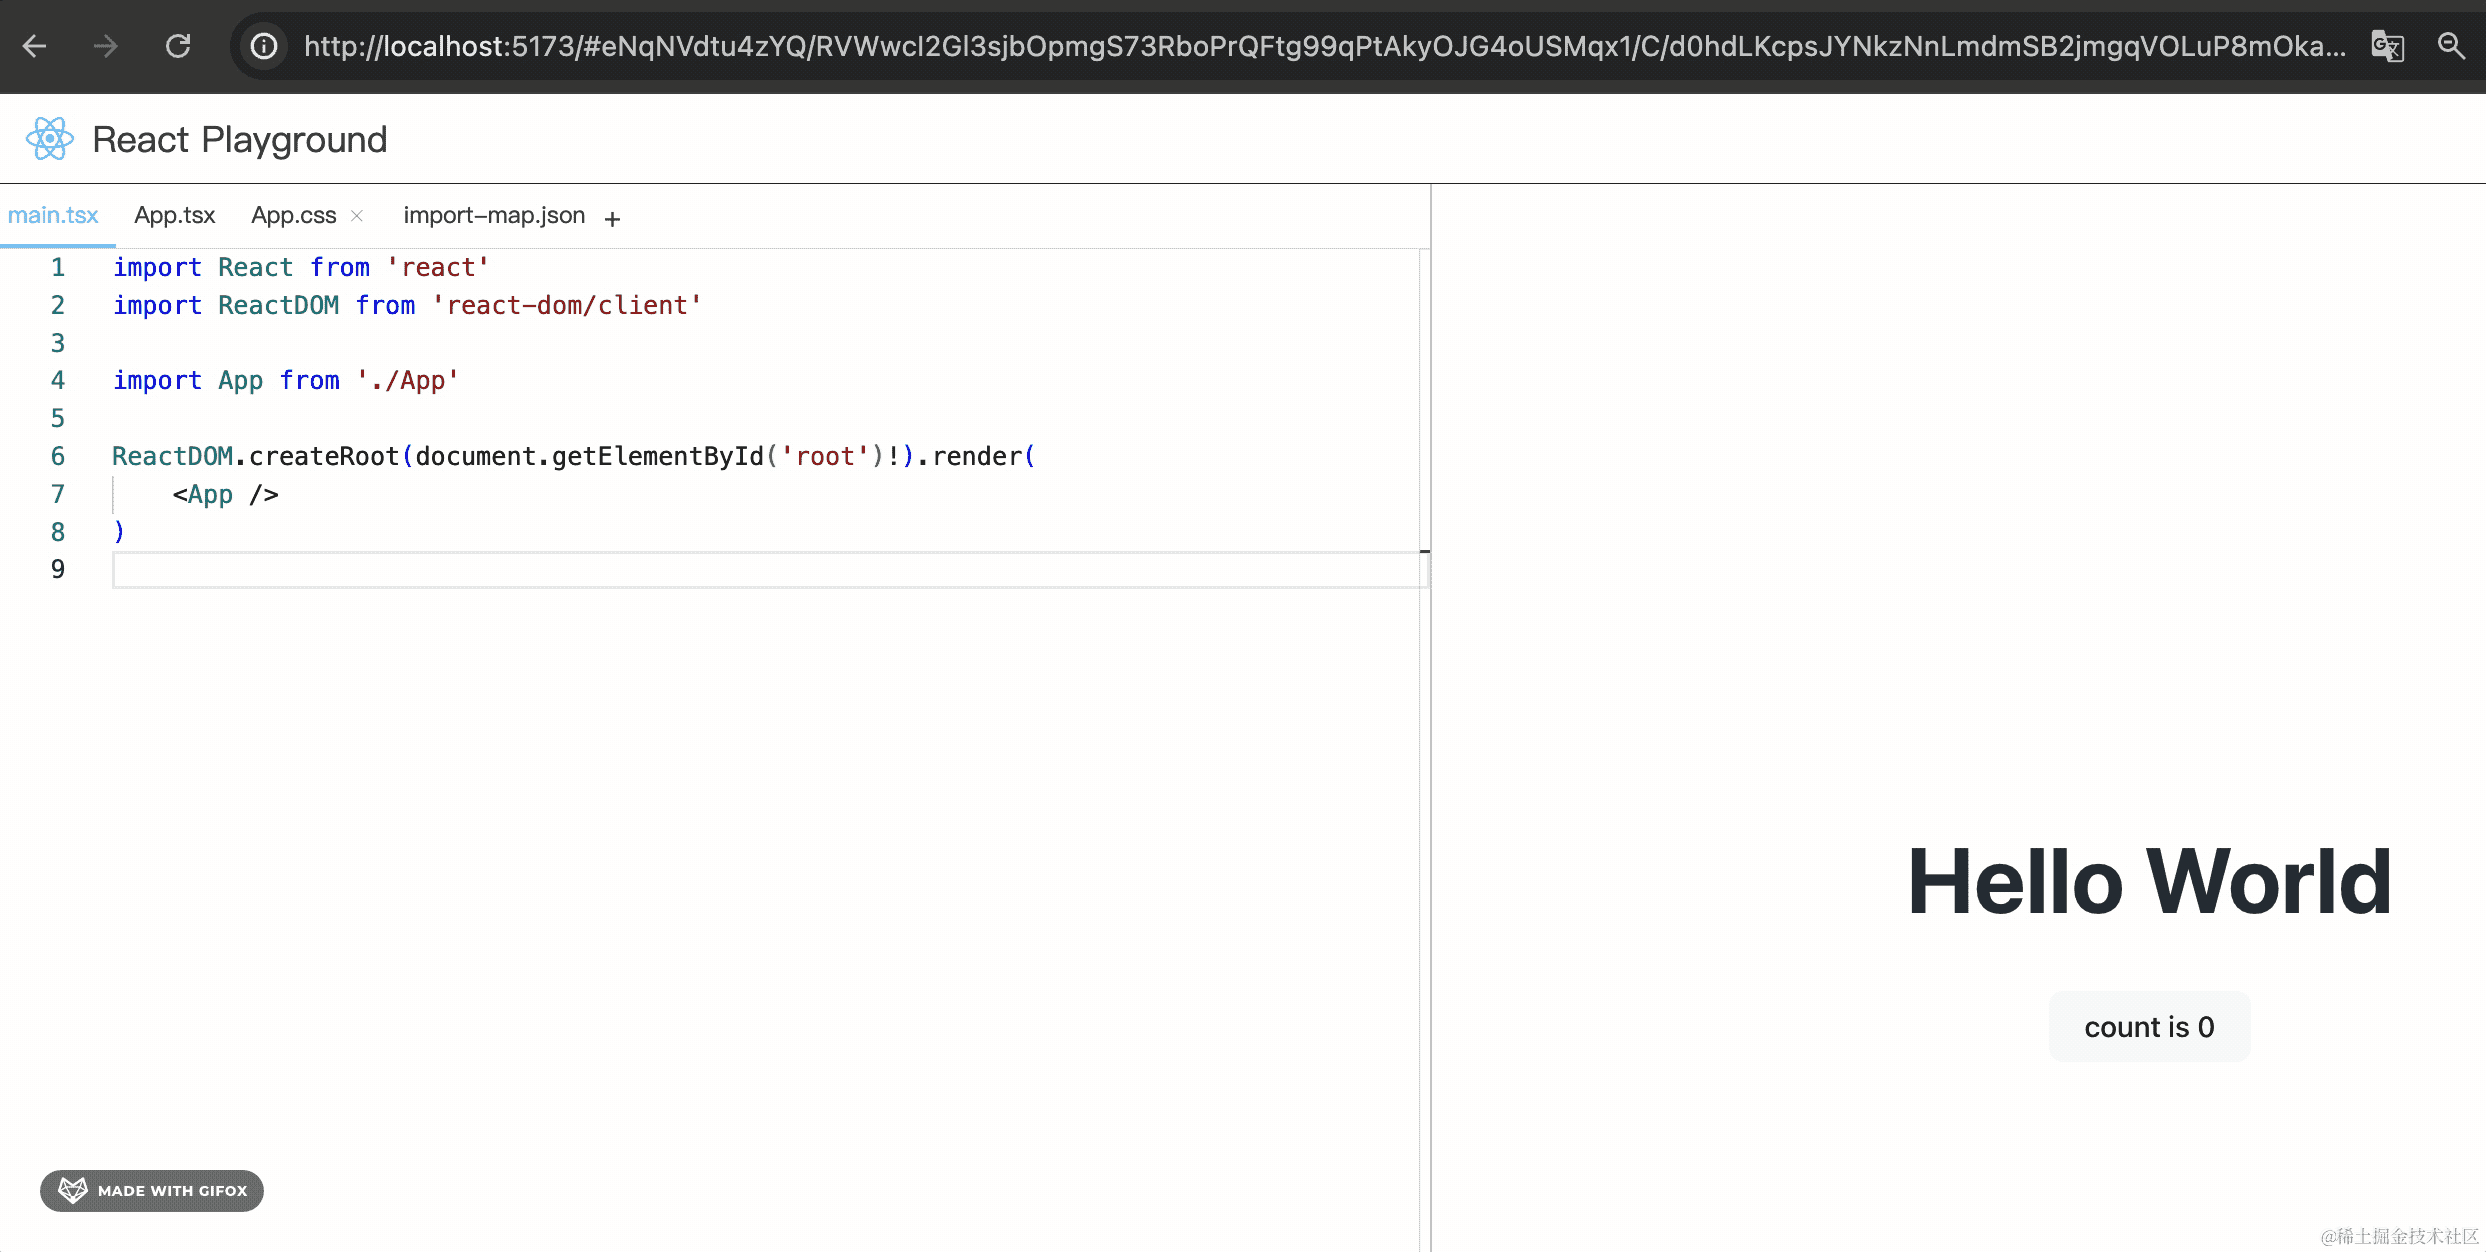 http://localhost:5173/#eNqNVdtu4zYQ/RVWwcI2Gl3sjbOpmgS73RboPrQFtg99qPtAkyOJG4oUSMqx1/C/d0hdLKcpsJYNkzNnLmdmSB2jmgqVOLuP8mOka...
React Playground
main.tsx App.tsx App.css × import-map.json +
1 import React from 'react'
2 import ReactDOM from 'react-dom/client'
3
4 import App from './App'
5
6 ReactDOM.createRoot(document.getElementById('root')!).render(
7 <App />
8 )
9
Hello World
count is 0
MADE WITH GIFOX
@稀土掘金技术社区